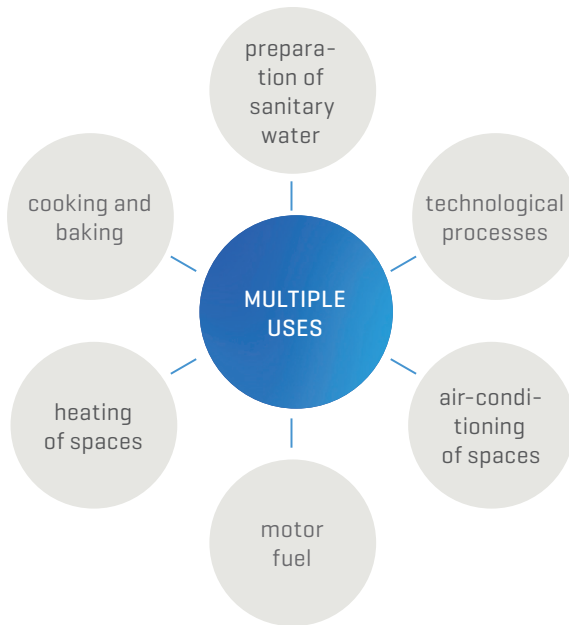 prepara-
tion of
sanitary
water
cooking and
baking
technological
processes
MULTIPLE
USES
heating
of spaces
air-condi-
tioning
of spaces
motor
fuel